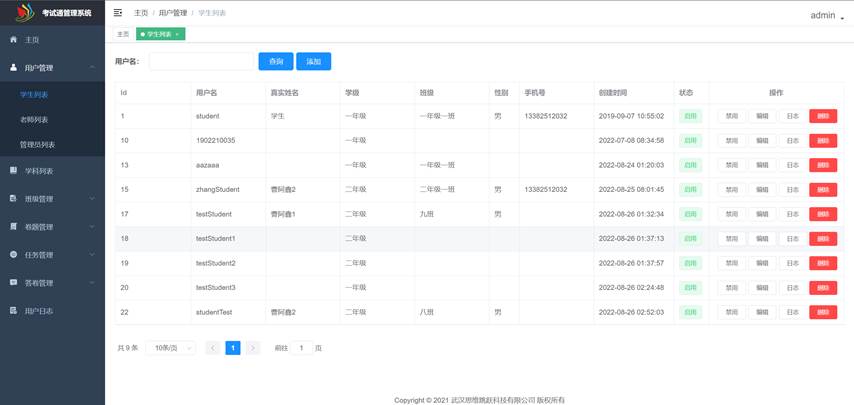 考试通管理系统
主页 / 用户管理 / 学生列表
admin
主页
学生列表 ×
主页
用户管理
学生列表
老师列表
管理员列表
学科列表
班级管理
卷题管理
任务管理
答卷管理
用户日志
用户名：
查询 添加
Id 用户名 真实姓名 学级 班级 性别 手机号 创建时间 状态 操作
1 student 学生 一年级 一年级一班 男 13382512032 2019-09-07 10:55:02 启用 禁用 编辑 日志 删除
10 1902210035 一年级 2022-07-08 08:34:58 启用 禁用 编辑 日志 删除
13 aazaaa 一年级 一年级一班 2022-08-24 01:20:03 启用 禁用 编辑 日志 删除
15 zhangStudent 曹阿鑫2 二年级 二年级一班 男 13382512032 2022-08-25 08:01:45 启用 禁用 编辑 日志 删除
17 testStudent 曹阿鑫1 二年级 九班 男 2022-08-26 01:32:34 启用 禁用 编辑 日志 删除
18 testStudent1 二年级 2022-08-26 01:37:13 启用 禁用 编辑 日志 删除
19 testStudent2 二年级 2022-08-26 01:37:57 启用 禁用 编辑 日志 删除
20 testStudent3 一年级 2022-08-26 02:24:48 启用 禁用 编辑 日志 删除
22 studentTest 曹阿鑫2 二年级 八班 男 2022-08-26 02:52:03 启用 禁用 编辑 日志 删除
共 9 条 10条/页 1 前往 1 页
Copyright © 2021 武汉思维跳跃科技有限公司 版权所有